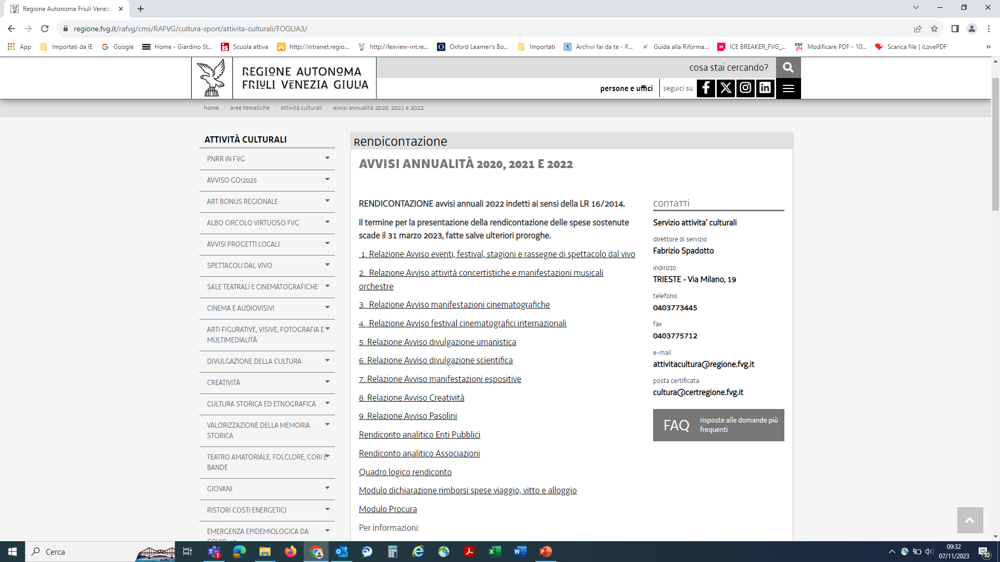 Regione Autonoma Friuli Venezi
regione.fvg.it/rafvg/cms/RAFVG/cultura-sport/attivita-culturali/FOGLIA3/
App
Importati da IE
Google
Home - Giardino St...
Scuola attiva
http://intranet.regio...
http://lexview-int.re...
Oxford Learner's Bo...
Importati
Archivi fai da te - P...
Guida alla Riforma...
ICE BREAKER_FVG_...
Modificare PDF - 10...
Scarica file | iLovePDF
REGIONE AUTONOMA
FRIULI VENEZIA GIULIA
cosa stai cercando?
persone e uffici
seguici su
home / aree tematiche / attività culturali / avvisi annualità 2020, 2021 e 2022
ATTIVITÀ CULTURALI
PNRR IN FVG
AVVISO GO!2025
ART BONUS REGIONALE
ALBO CIRCOLO VIRTUOSO FVG
AVVISI PROGETTI LOCALI
SPETTACOLI DAL VIVO
SALE TEATRALI E CINEMATOGRAFICHE
CINEMA E AUDIOVISIVI
ARTI FIGURATIVE, VISIVE, FOTOGRAFIA E
MULTIMEDIALITÀ
DIVULGAZIONE DELLA CULTURA
CREATIVITÀ
CULTURA STORICA ED ETNOGRAFICA
VALORIZZAZIONE DELLA MEMORIA
STORICA
TEATRO AMATORIALE, FOLCLORE, CORI E
BANDE
GIOVANI
RISTORI COSTI ENERGETICI
EMERGENZA EPIDEMIOLOGICA DA
rendicontazione
AVVISI ANNUALITÀ 2020, 2021 E 2022
RENDICONTAZIONE avvisi annuali 2022 indetti ai sensi della LR 16/2014.
Il termine per la presentazione della rendicontazione delle spese sostenute
scade il 31 marzo 2023, fatte salve ulteriori proroghe.
1. Relazione Avviso eventi, festival, stagioni e rassegne di spettacolo dal vivo
2. Relazione Avviso attività concertistiche e manifestazioni musicali
orchestre
3. Relazione Avviso manifestazioni cinematografiche
4. Relazione Avviso festival cinematografici internazionali
5. Relazione Avviso divulgazione umanistica
6. Relazione Avviso divulgazione scientifica
7. Relazione Avviso manifestazioni espositive
8. Relazione Avviso Creatività
9. Relazione Avviso Pasolini
Rendiconto analitico Enti Pubblici
Rendiconto analitico Associazioni
Quadro logico rendiconto
Modulo dichiarazione rimborsi spese viaggio, vitto e alloggio
Modulo Procura
Per informazioni:
contatti
Servizio attivita' culturali
direttore di servizio
Fabrizio Spadotto
indirizzo
TRIESTE - Via Milano, 19
telefono
0403773445
fax
0403775712
e-mail
attivitacultura@regione.fvg.it
posta certificata
cultura@certregione.fvg.it
FAQ
risposte alle domande più
frequenti
Cerca
1
09:32
07/11/2023
10